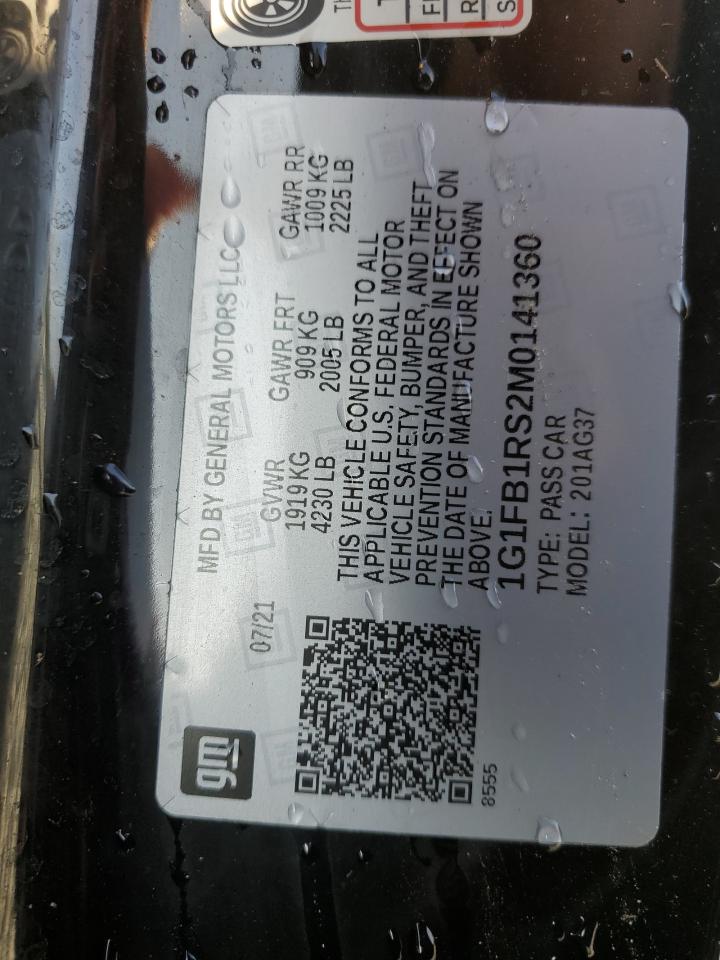 MFD BY GENERAL MOTORS LLC
07/21
GVWR GAWR FRT GAWR RR
1919 KG 909 KG 1009 KG
4230 LB 2005 LB 2225 LB
THIS VEHICLE CONFORMS TO ALL
APPLICABLE U.S. FEDERAL MOTOR
VEHICLE SAFETY, BUMPER, AND THEFT
PREVENTION STANDARDS IN EFFECT ON
THE DATE OF MANUFACTURE SHOWN
ABOVE.
1G1FB1RS2M0141360
TYPE: PASS CAR
MODEL: 201AG37
gm
8555